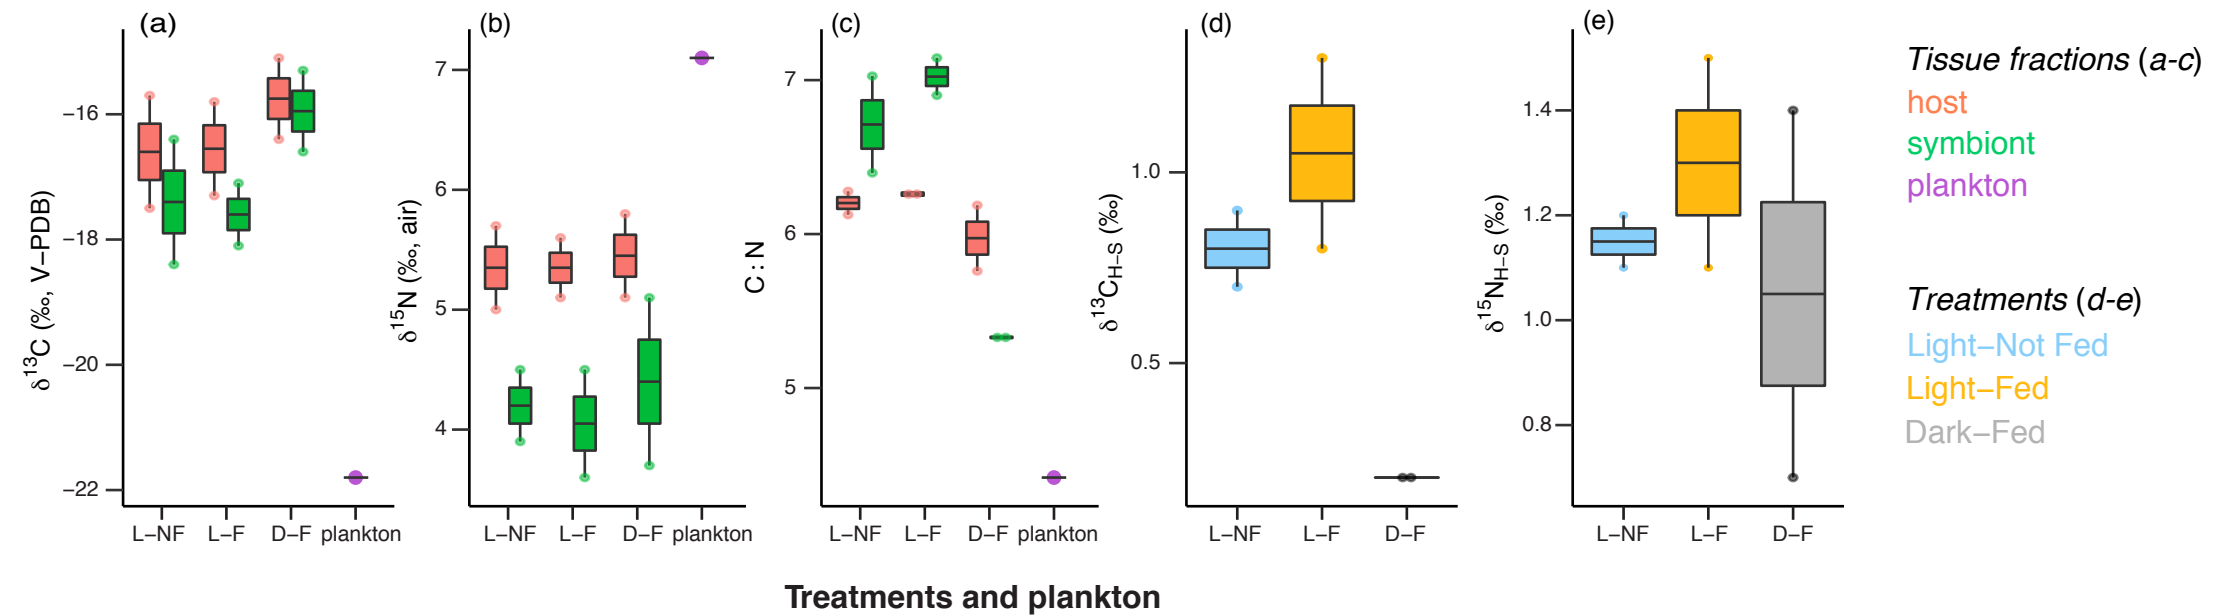 (a)
δ13C (‰, V−PDB)
−16
−18
−20
−22
L−NF L−F D−F plankton
(b)
δ15N (‰, air)
7
6
5
4
L−NF L−F D−F plankton
(c)
C:N
7
6
5
L−NF L−F D−F plankton
(d)
δ13CH−S (‰)
1.0
0.5
L−NF L−F D−F
(e)
δ15NH−S (‰)
1.4
1.2
1.0
0.8
L−NF L−F D−F
Treatments and plankton
Tissue fractions (a-c)
host
symbiont
plankton
Treatments (d-e)
Light−Not Fed
Light−Fed
Dark−Fed